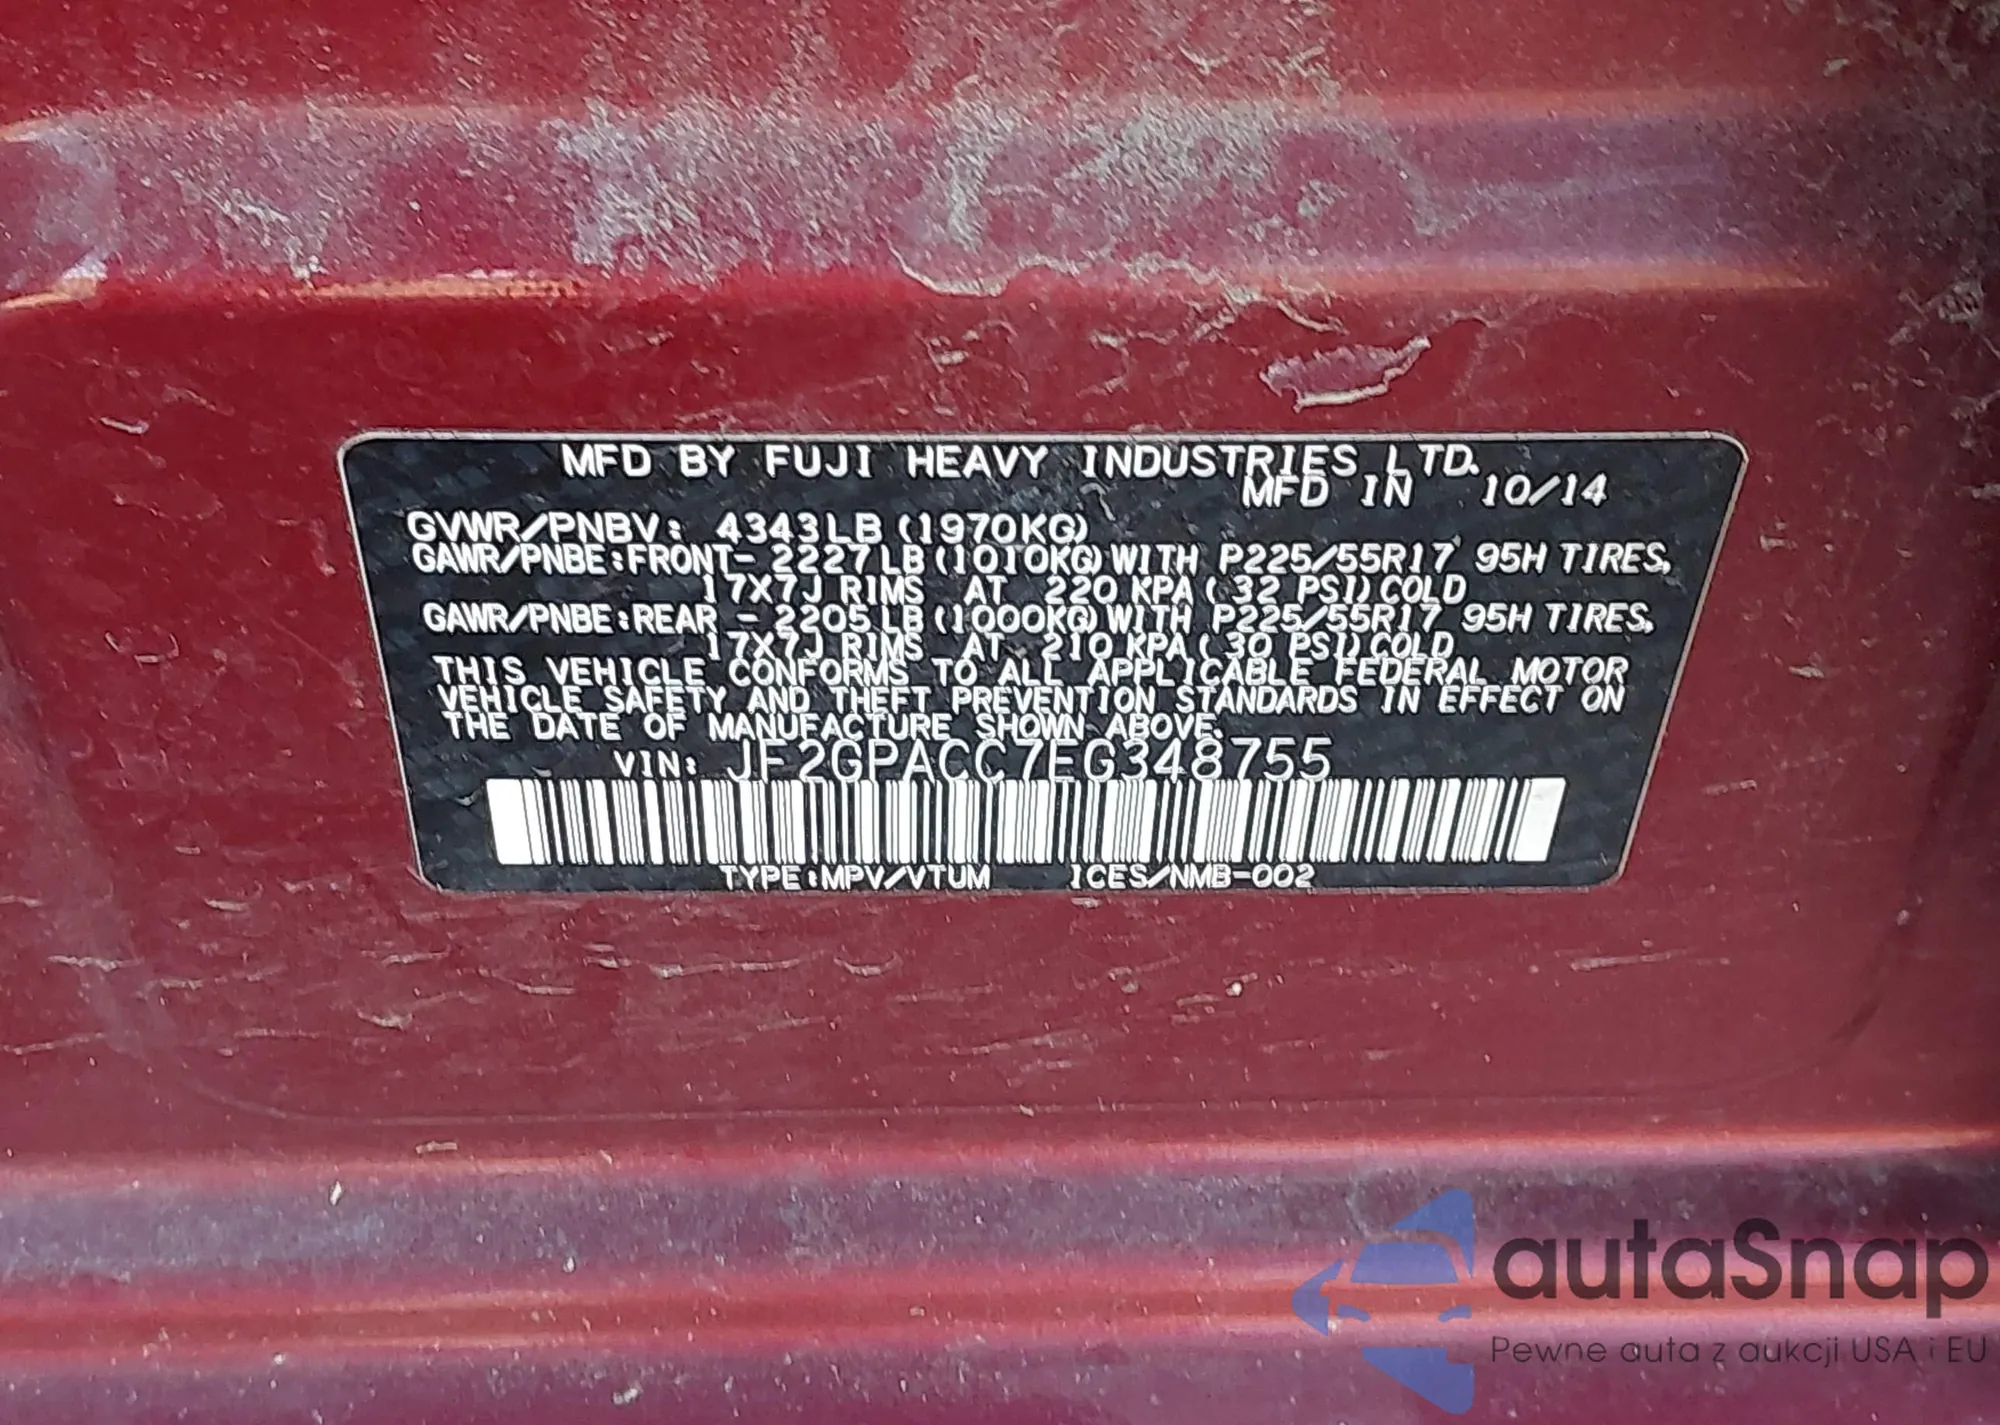 MFD BY FUJI HEAVY INDUSTRIES LTD.
MFD IN 10/14
GVWR/PNBV: 4343LB (1970KG)
GAWR/PNBE:FRONT- 2227LB (1010KG) WITH P225/55R17 95H TIRES,
17X7J RIMS AT 220 KPA ( 32 PSI) COLD
GAWR/PNBE:REAR - 2205LB (1000KG) WITH P225/55R17 95H TIRES,
17X7J RIMS AT 210 KPA ( 30 PSI) COLD
THIS VEHICLE CONFORMS TO ALL APPLICABLE FEDERAL MOTOR
VEHICLE SAFETY AND THEFT PREVENTION STANDARDS IN EFFECT ON
THE DATE OF MANUFACTURE SHOWN ABOVE.
VIN: JF2GPACC7EG348755
TYPE:MPV/VTUM ICES/NMB-002
autaSnap
Pewne auta z aukcji USA i EU